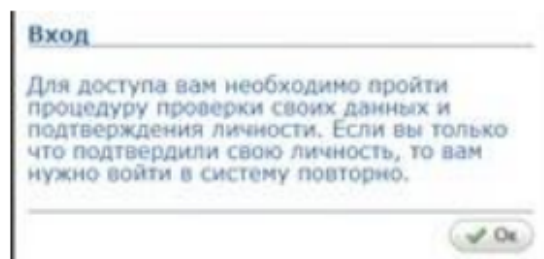 Вход
Для доступа вам необходимо пройти
процедуру проверки своих данных и
подтверждения личности. Если вы только
что подтвердили свою личность, то вам
нужно войти в систему повторно.
Ок